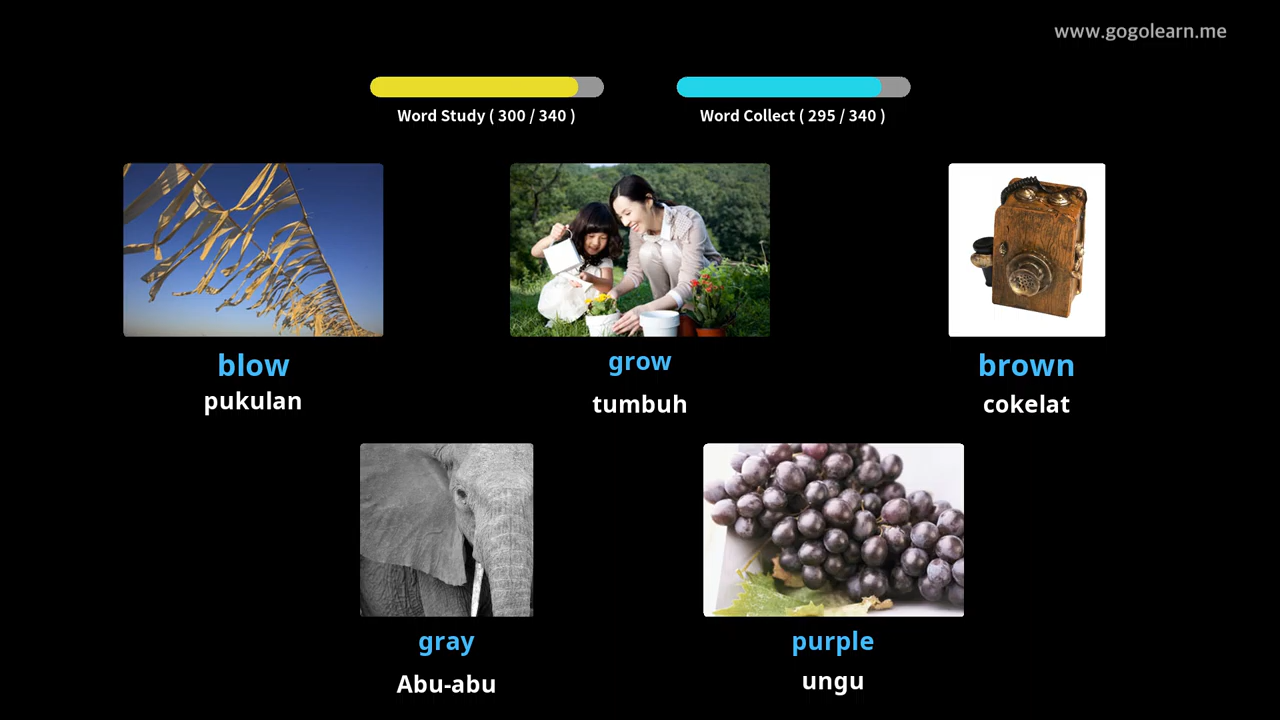 www.gogolearn.me
Word Study ( 300 / 340 )
Word Collect ( 295 / 340 )
blow
pukulan
grow
tumbuh
brown
cokelat
gray
Abu-abu
purple
ungu